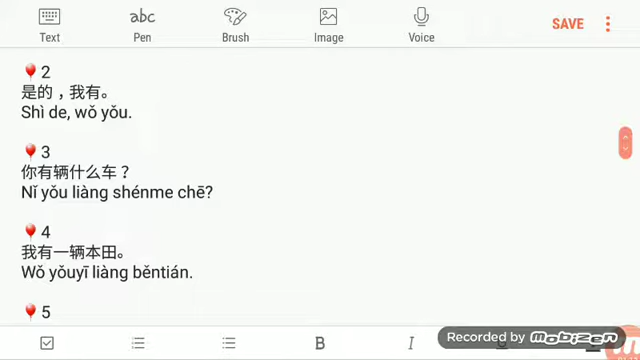 Text
abc
Pen
Brush
Image
Voice
SAVE
2
是的，我有。
Shì de, wǒ yǒu.
3
你有辆什么车？
Nǐ yǒu liàng shénme chē?
4
我有一辆本田。
Wǒ yǒuyī liàng běntián.
5
B
I
Recorded by MOBIZEN